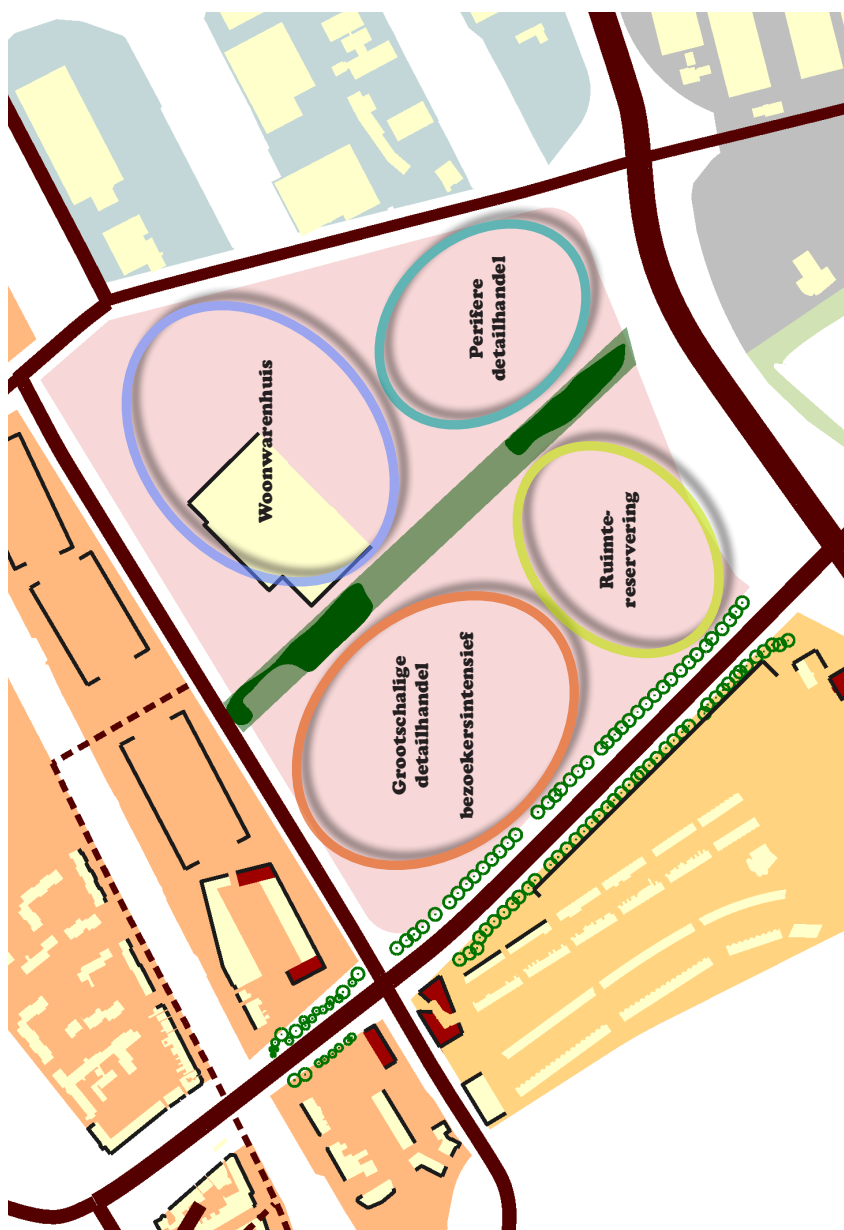 Woonwarenhuis
Perifere
detailhandel
Grootschalige
detailhandel
bezoekersintensief
Ruimte-
reservering